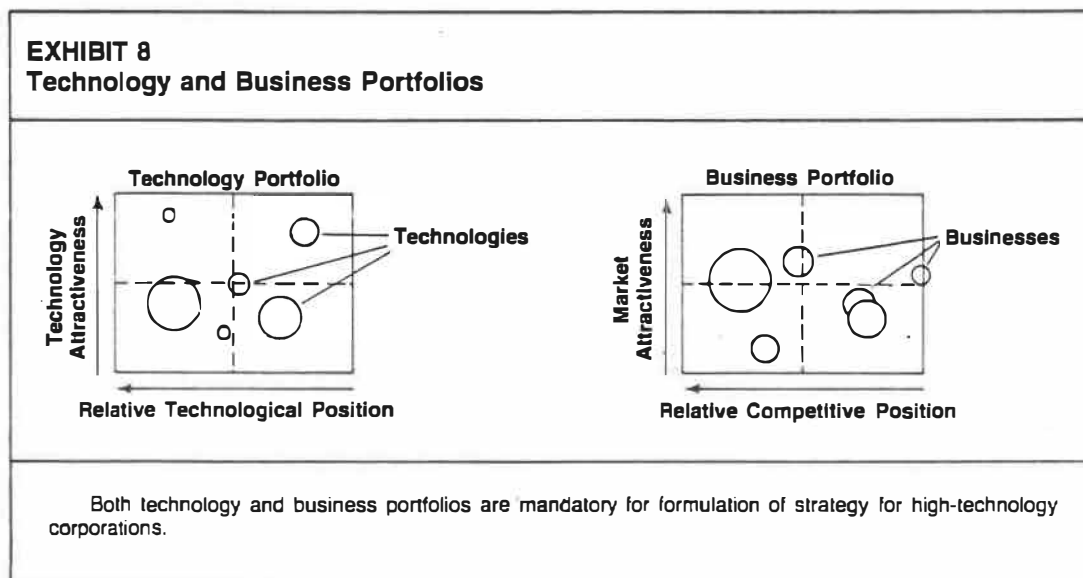 EXHIBIT 8
Technology and Business Portfolios
Technology Portfolio
Technology
Attractiveness
Technologies
Relative Technological Position
Business Portfolio
Market
Attractiveness
Businesses
Relative Competitive Position
Both technology and business portfolios are mandatory for formulation of strategy for high-technology
corporations.